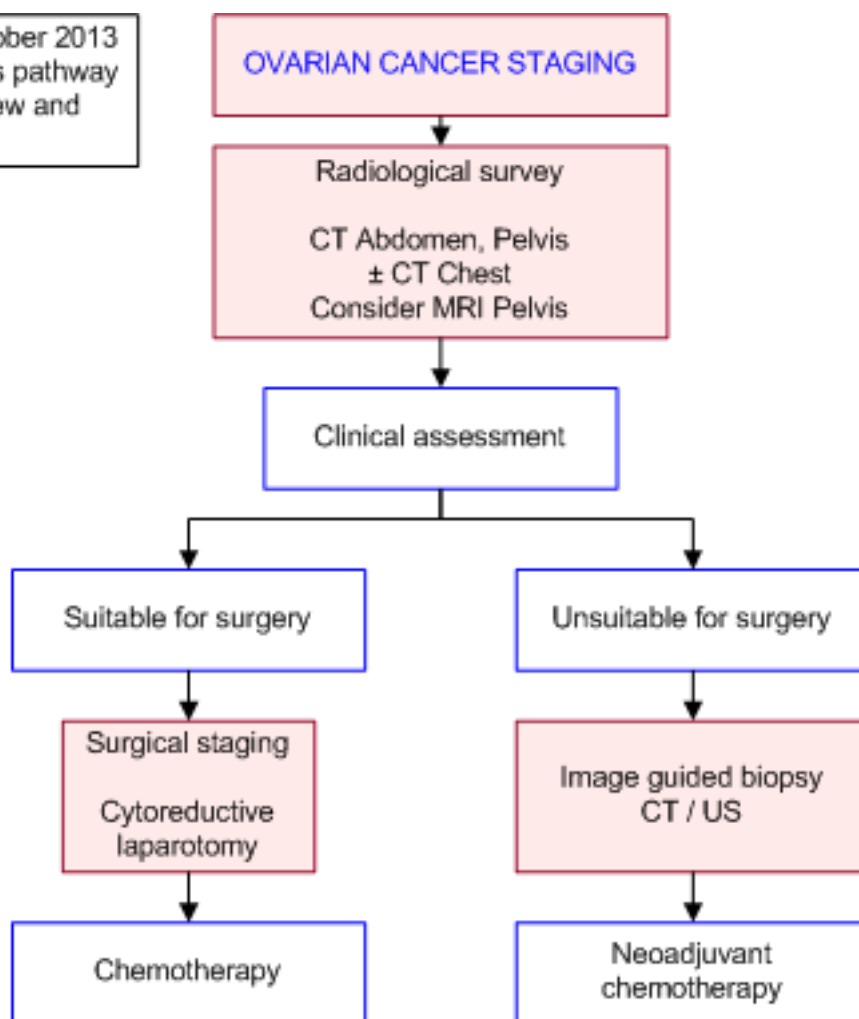 ober 2013
s pathway
ew and
OVARIAN CANCER STAGING
Radiological survey
CT Abdomen, Pelvis
± CT Chest
Consider MRI Pelvis
Clinical assessment
Suitable for surgery
Unsuitable for surgery
Surgical staging
Cytoreductive
laparotomy
Image guided biopsy
CT / US
Chemotherapy
Neoadjuvant
chemotherapy